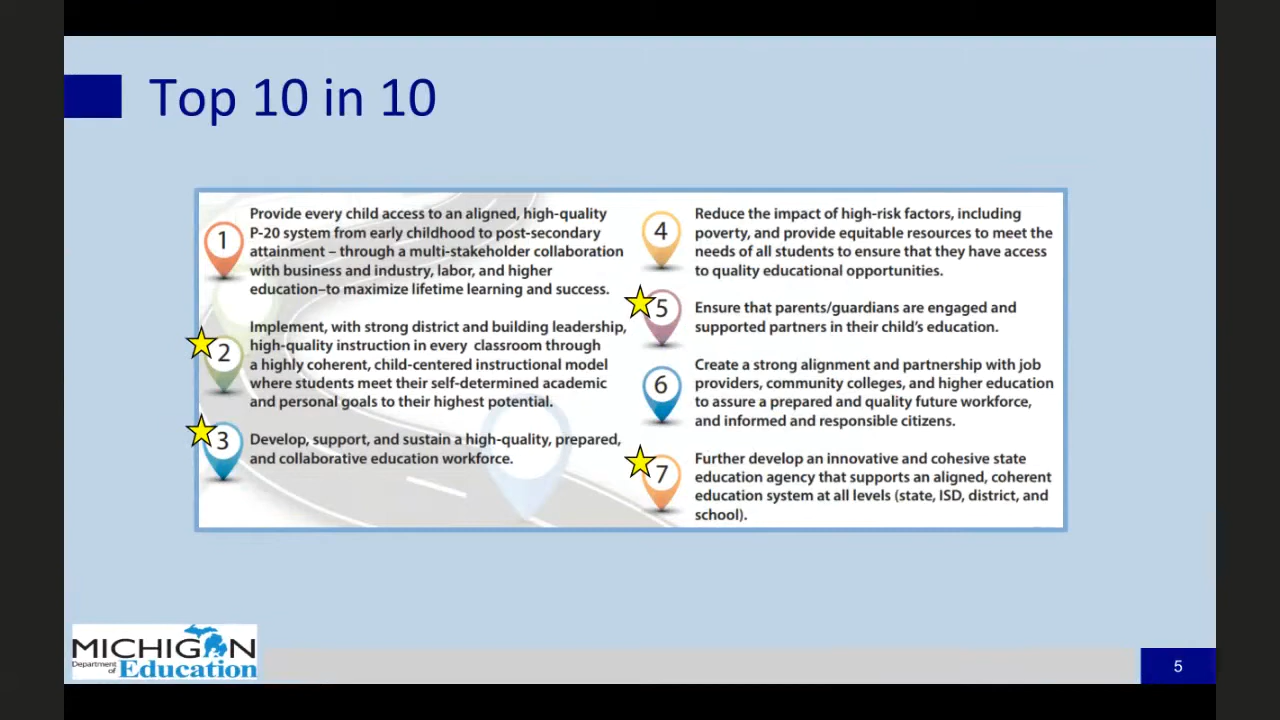 Top 10 in 10
1
Provide every child access to an aligned, high-quality
P-20 system from early childhood to post-secondary
attainment – through a multi-stakeholder collaboration
with business and industry, labor, and higher
education–to maximize lifetime learning and success.
2
Implement, with strong district and building leadership,
high-quality instruction in every classroom through
a highly coherent, child-centered instructional model
where students meet their self-determined academic
and personal goals to their highest potential.
3
Develop, support, and sustain a high-quality, prepared,
and collaborative education workforce.
4
Reduce the impact of high-risk factors, including
poverty, and provide equitable resources to meet the
needs of all students to ensure that they have access
to quality educational opportunities.
5
Ensure that parents/guardians are engaged and
supported partners in their child's education.
6
Create a strong alignment and partnership with job
providers, community colleges, and higher education
to assure a prepared and quality future workforce,
and informed and responsible citizens.
7
Further develop an innovative and cohesive state
education agency that supports an aligned, coherent
education system at all levels (state, ISD, district, and
school).
MICHIGAN
Department of Education
5